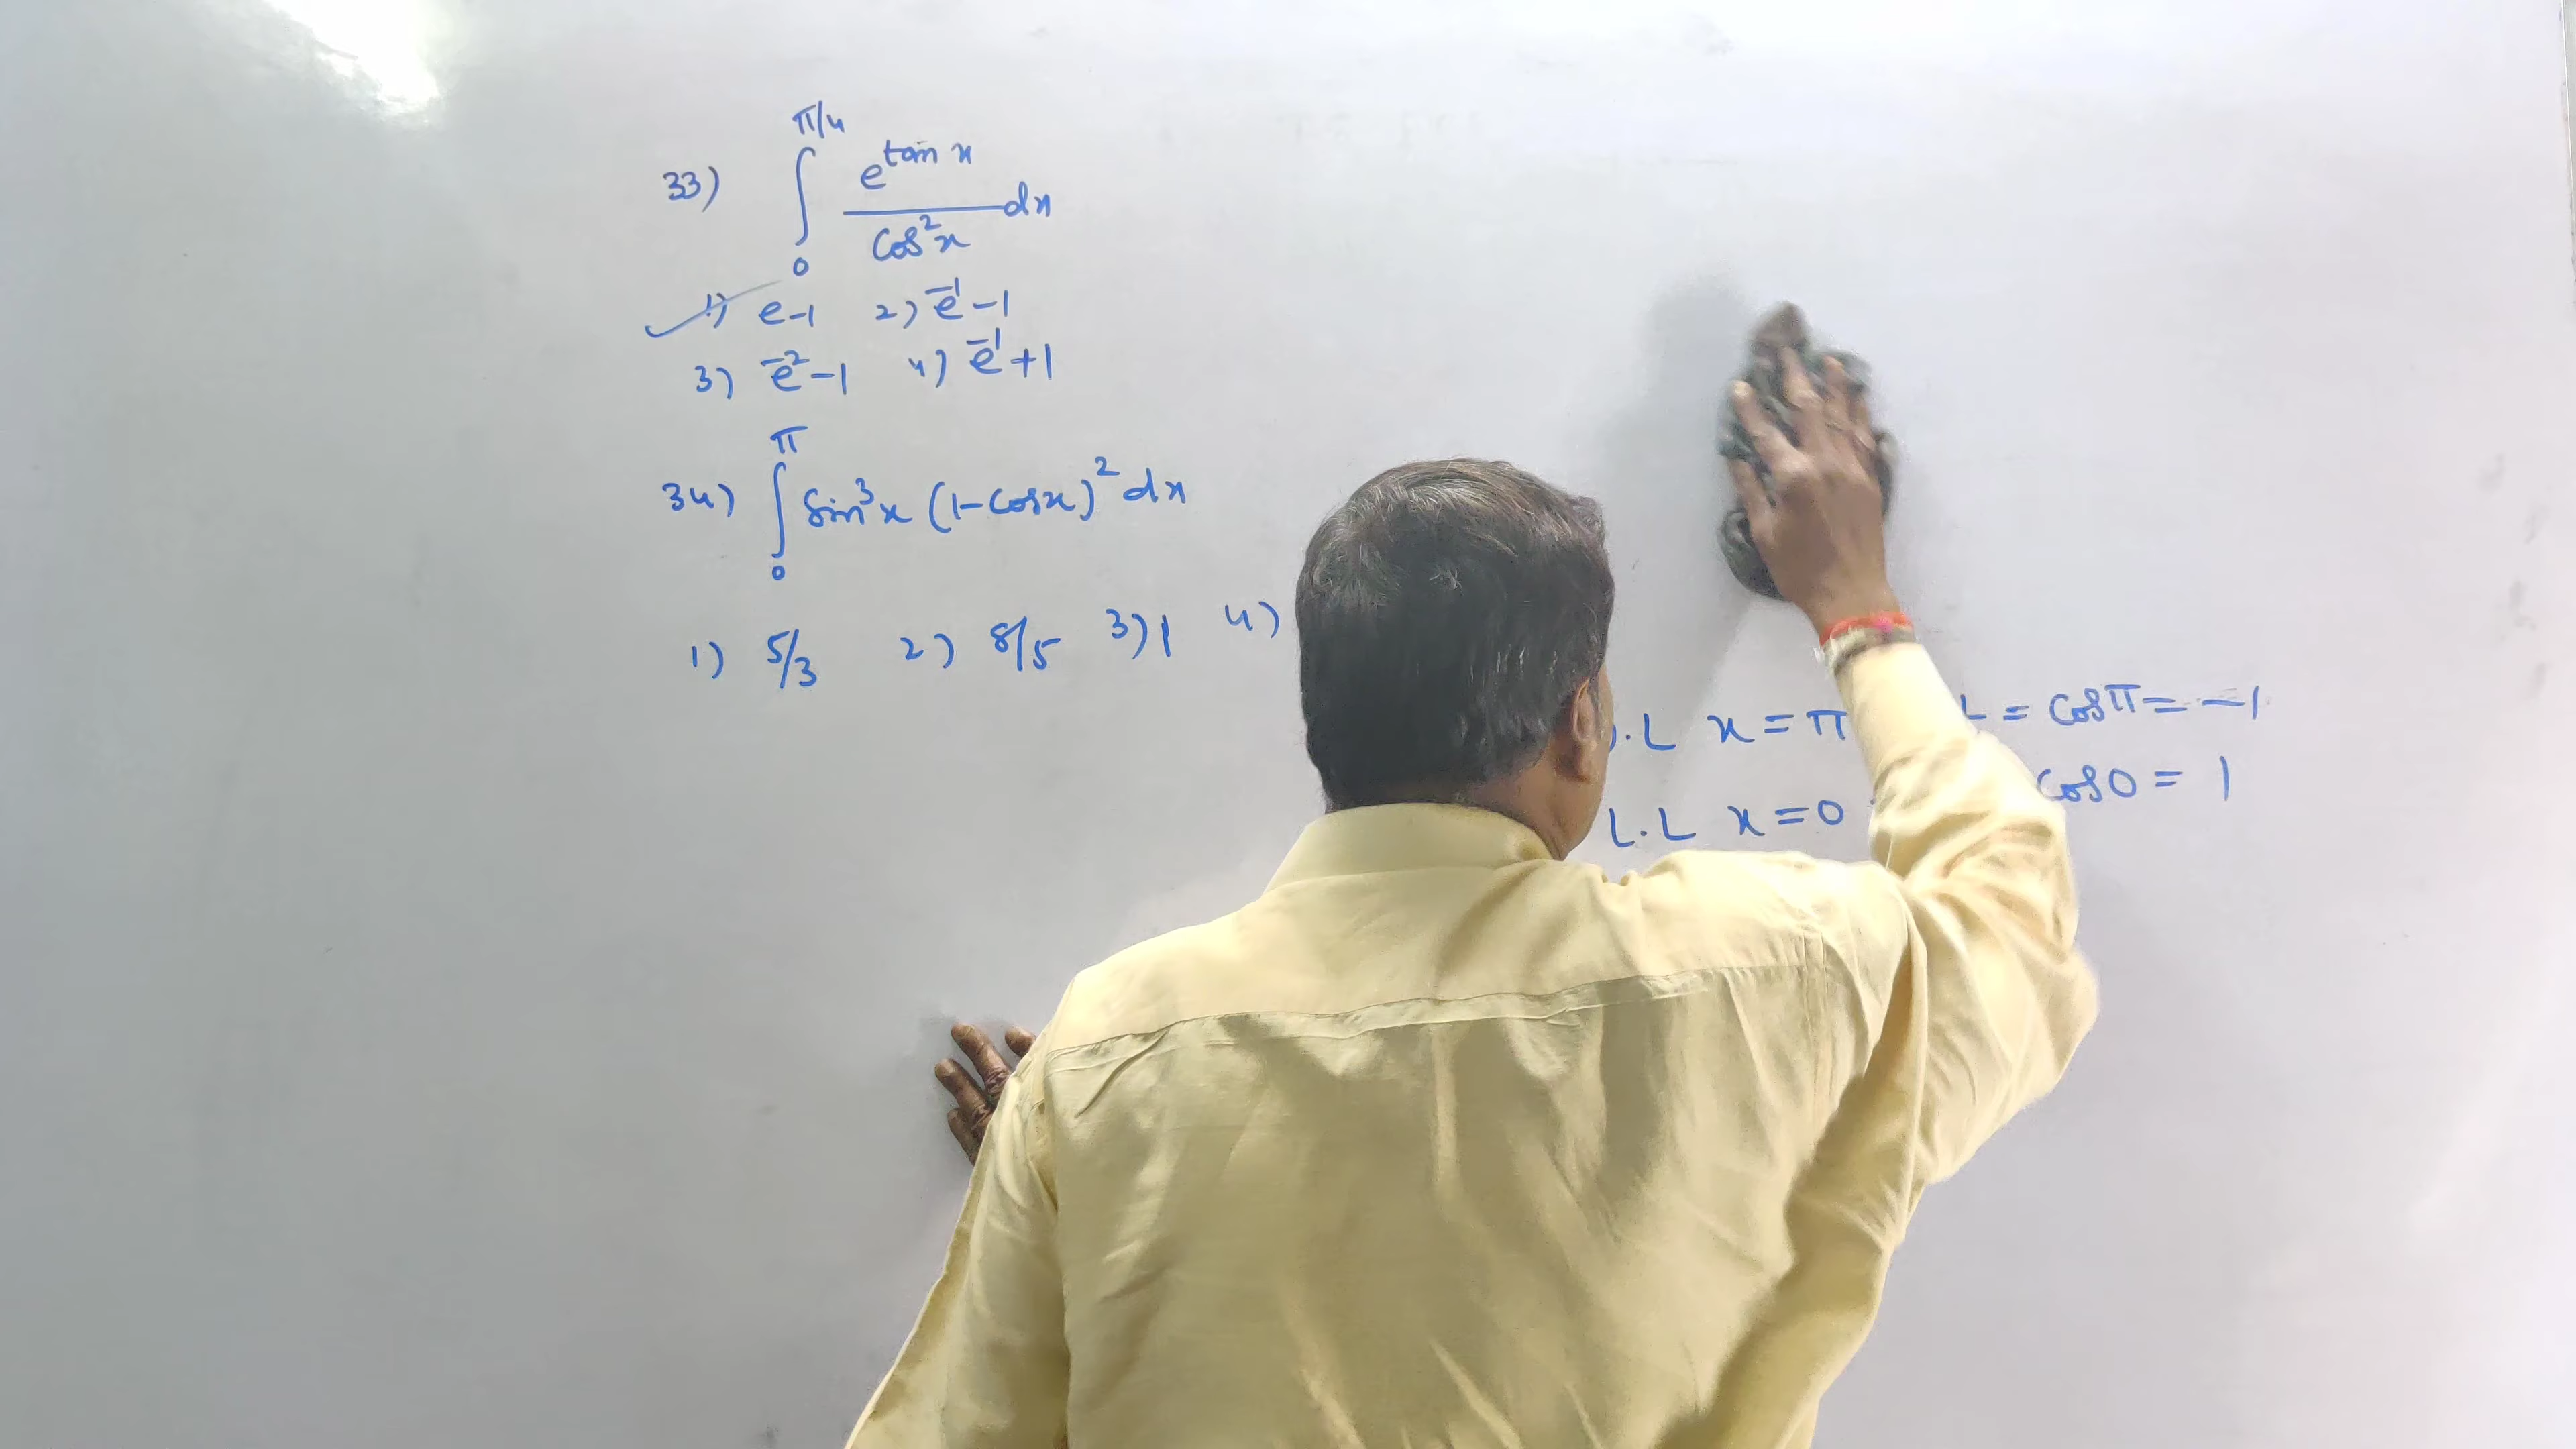 33) ∫₀^{π/4} e^{tan x}/cos²x dx
1) e-1 2) e⁻¹-1
3) e⁻²-1 4) e⁻¹+1
34) ∫₀^π sin³x (1-cosx)² dx
1) 5/3 2) 8/5 3) 1 4)
.L x = π = cosπ = -1
L.L x = 0 cos0 = 1